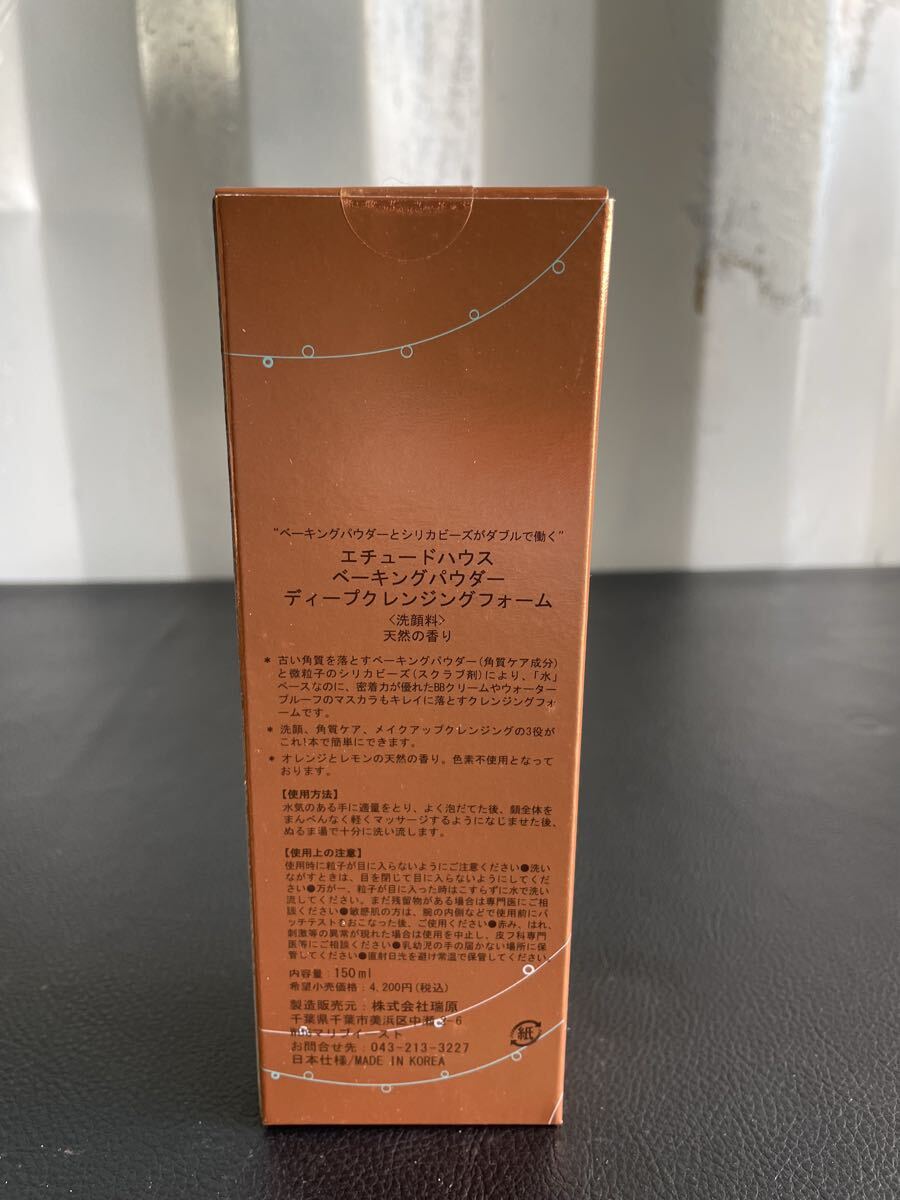 "ベーキングパウダーとシリカビーズがダブルで働く"
エチュードハウス
ベーキングパウダー
ディープクレンジングフォーム
<洗顔料>
天然の香り
* 古い角質を落とすベーキングパウダー(角質ケア成分)
と微粒子のシリカビーズ(スクラブ剤)により、「水」
ベースなのに、密着力が優れたBBクリームやウォーター
プルーフのマスカラもキレイに落とすクレンジングフォ
ームです。
* 洗顔、角質ケア、メイクアップクレンジングの3役が
これ!本で簡単にできます。
* オレンジとレモンの天然の香り。色素不使用となって
おります。
【使用方法】
水気のある手に適量をとり、よく泡だてた後、顔全体を
まんべんなく軽くマッサージするようになじませた後、
ぬるま湯で十分に洗い流します。
【使用上の注意】
使用時に粒子が目に入らないようにご注意ください●洗い
ながすときは、目を閉じて目に入らないようにしてくだ
さい●万が一、粒子が目に入った時はこすらずに水で洗い
流してください。まだ残留物がある場合は専門医にご相
談ください●敏感肌の方は、腕の内側などで使用前にパ
ッチテストをおこなった後、ご使用ください●赤み、はれ、
刺激等の異常が現れた場合は使用を中止し、皮フ科専門
医等にご相談ください●乳幼児の手の届かない場所に保
管してください●直射日光を避け常温で保管してください
内容量:150ml
希望小売価格:4,200円(税込)
製造販売元:株式会社瑞原
千葉県千葉市美浜区中瀬 -6
マリブイースト
お問合せ先:043-213-3227
日本仕様/MADE IN KOREA
紙